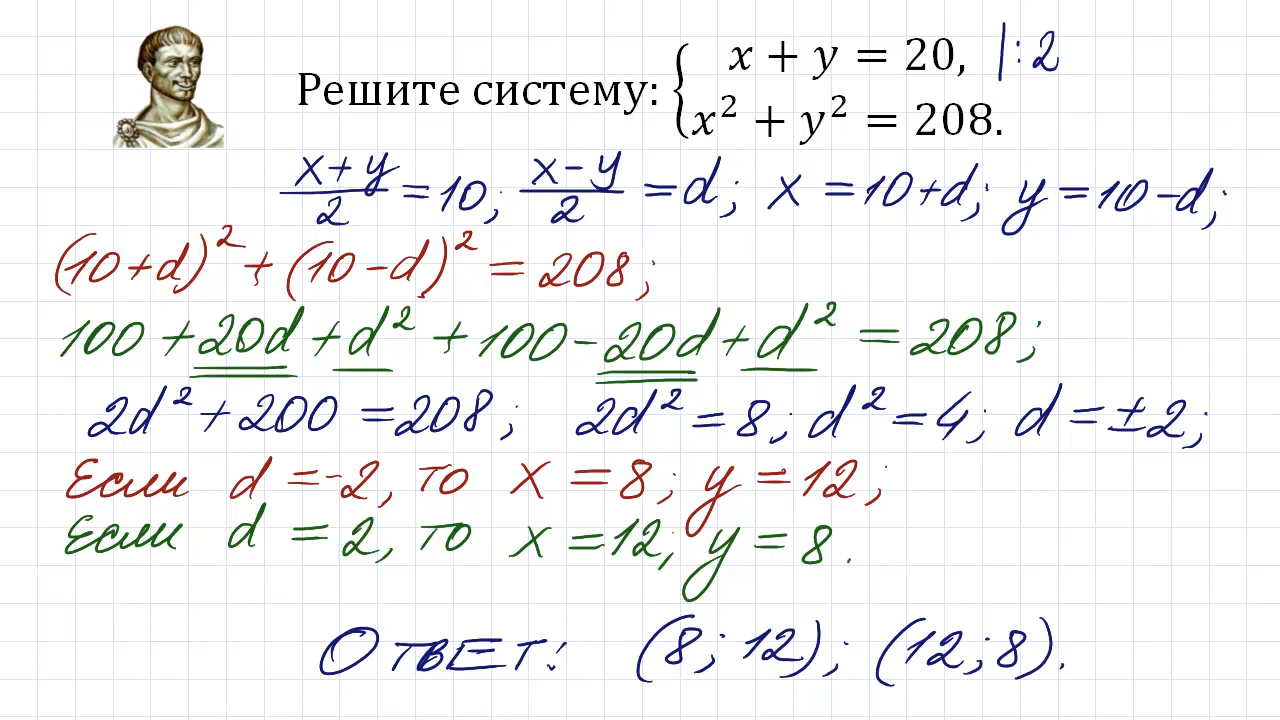 Решите систему: { x + y = 20, |:2
x² + y² = 208.
(x+y)/2 = 10; (x-y)/2 = d; x = 10+d; y = 10-d;
(10+d)² + (10-d)² = 208;
100 + 20d + d² + 100 - 20d + d² = 208;
2d² + 200 = 208; 2d² = 8; d² = 4; d = ±2;
Если d = -2, то x = 8; y = 12;
Если d = 2, то x = 12; y = 8.
Ответ: (8; 12); (12; 8).